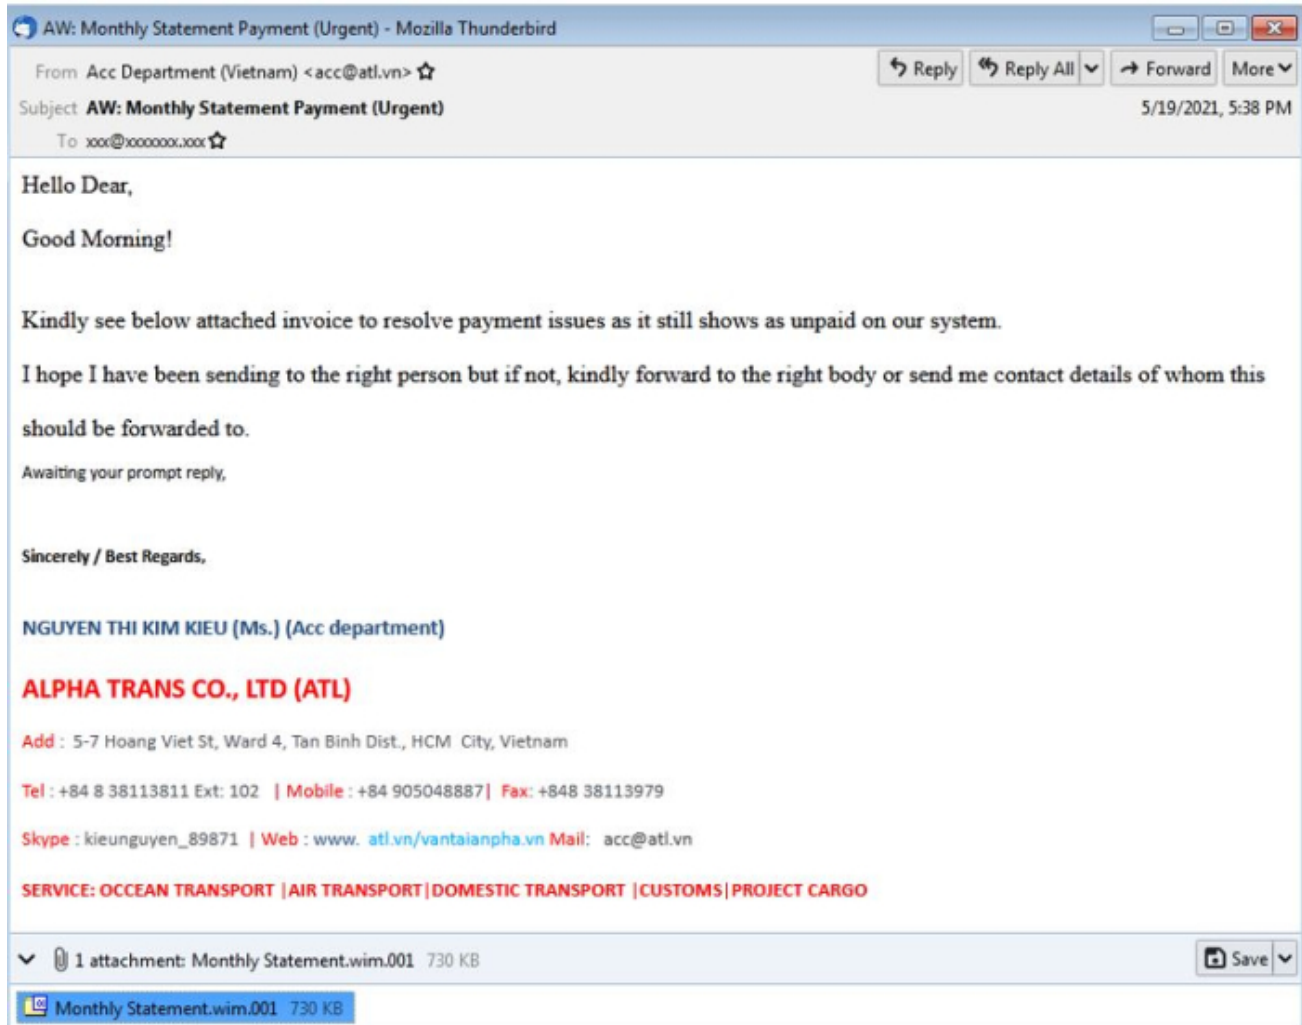 AW: Monthly Statement Payment (Urgent) - Mozilla Thunderbird
From Acc Department (Vietnam) <acc@atl.vn>
Reply Reply All Forward More
Subject AW: Monthly Statement Payment (Urgent)
5/19/2021, 5:38 PM
To xxx@xxxxxxx.xxx
Hello Dear,
Good Morning!
Kindly see below attached invoice to resolve payment issues as it still shows as unpaid on our system.
I hope I have been sending to the right person but if not, kindly forward to the right body or send me contact details of whom this
should be forwarded to.
Awaiting your prompt reply,
Sincerely / Best Regards,
NGUYEN THI KIM KIEU (Ms.) (Acc department)
ALPHA TRANS CO., LTD (ATL)
Add : 5-7 Hoang Viet St, Ward 4, Tan Binh Dist., HCM City, Vietnam
Tel : +84 8 38113811 Ext: 102 | Mobile : +84 905048887| Fax: +848 38113979
Skype : kieunguyen_89871 | Web : www. atl.vn/vantaianpha.vn Mail: acc@atl.vn
SERVICE: OCCEAN TRANSPORT |AIR TRANSPORT|DOMESTIC TRANSPORT |CUSTOMS|PROJECT CARGO
1 attachment: Monthly Statement.wim.001 730 KB
Save
Monthly Statement.wim.001 730 KB